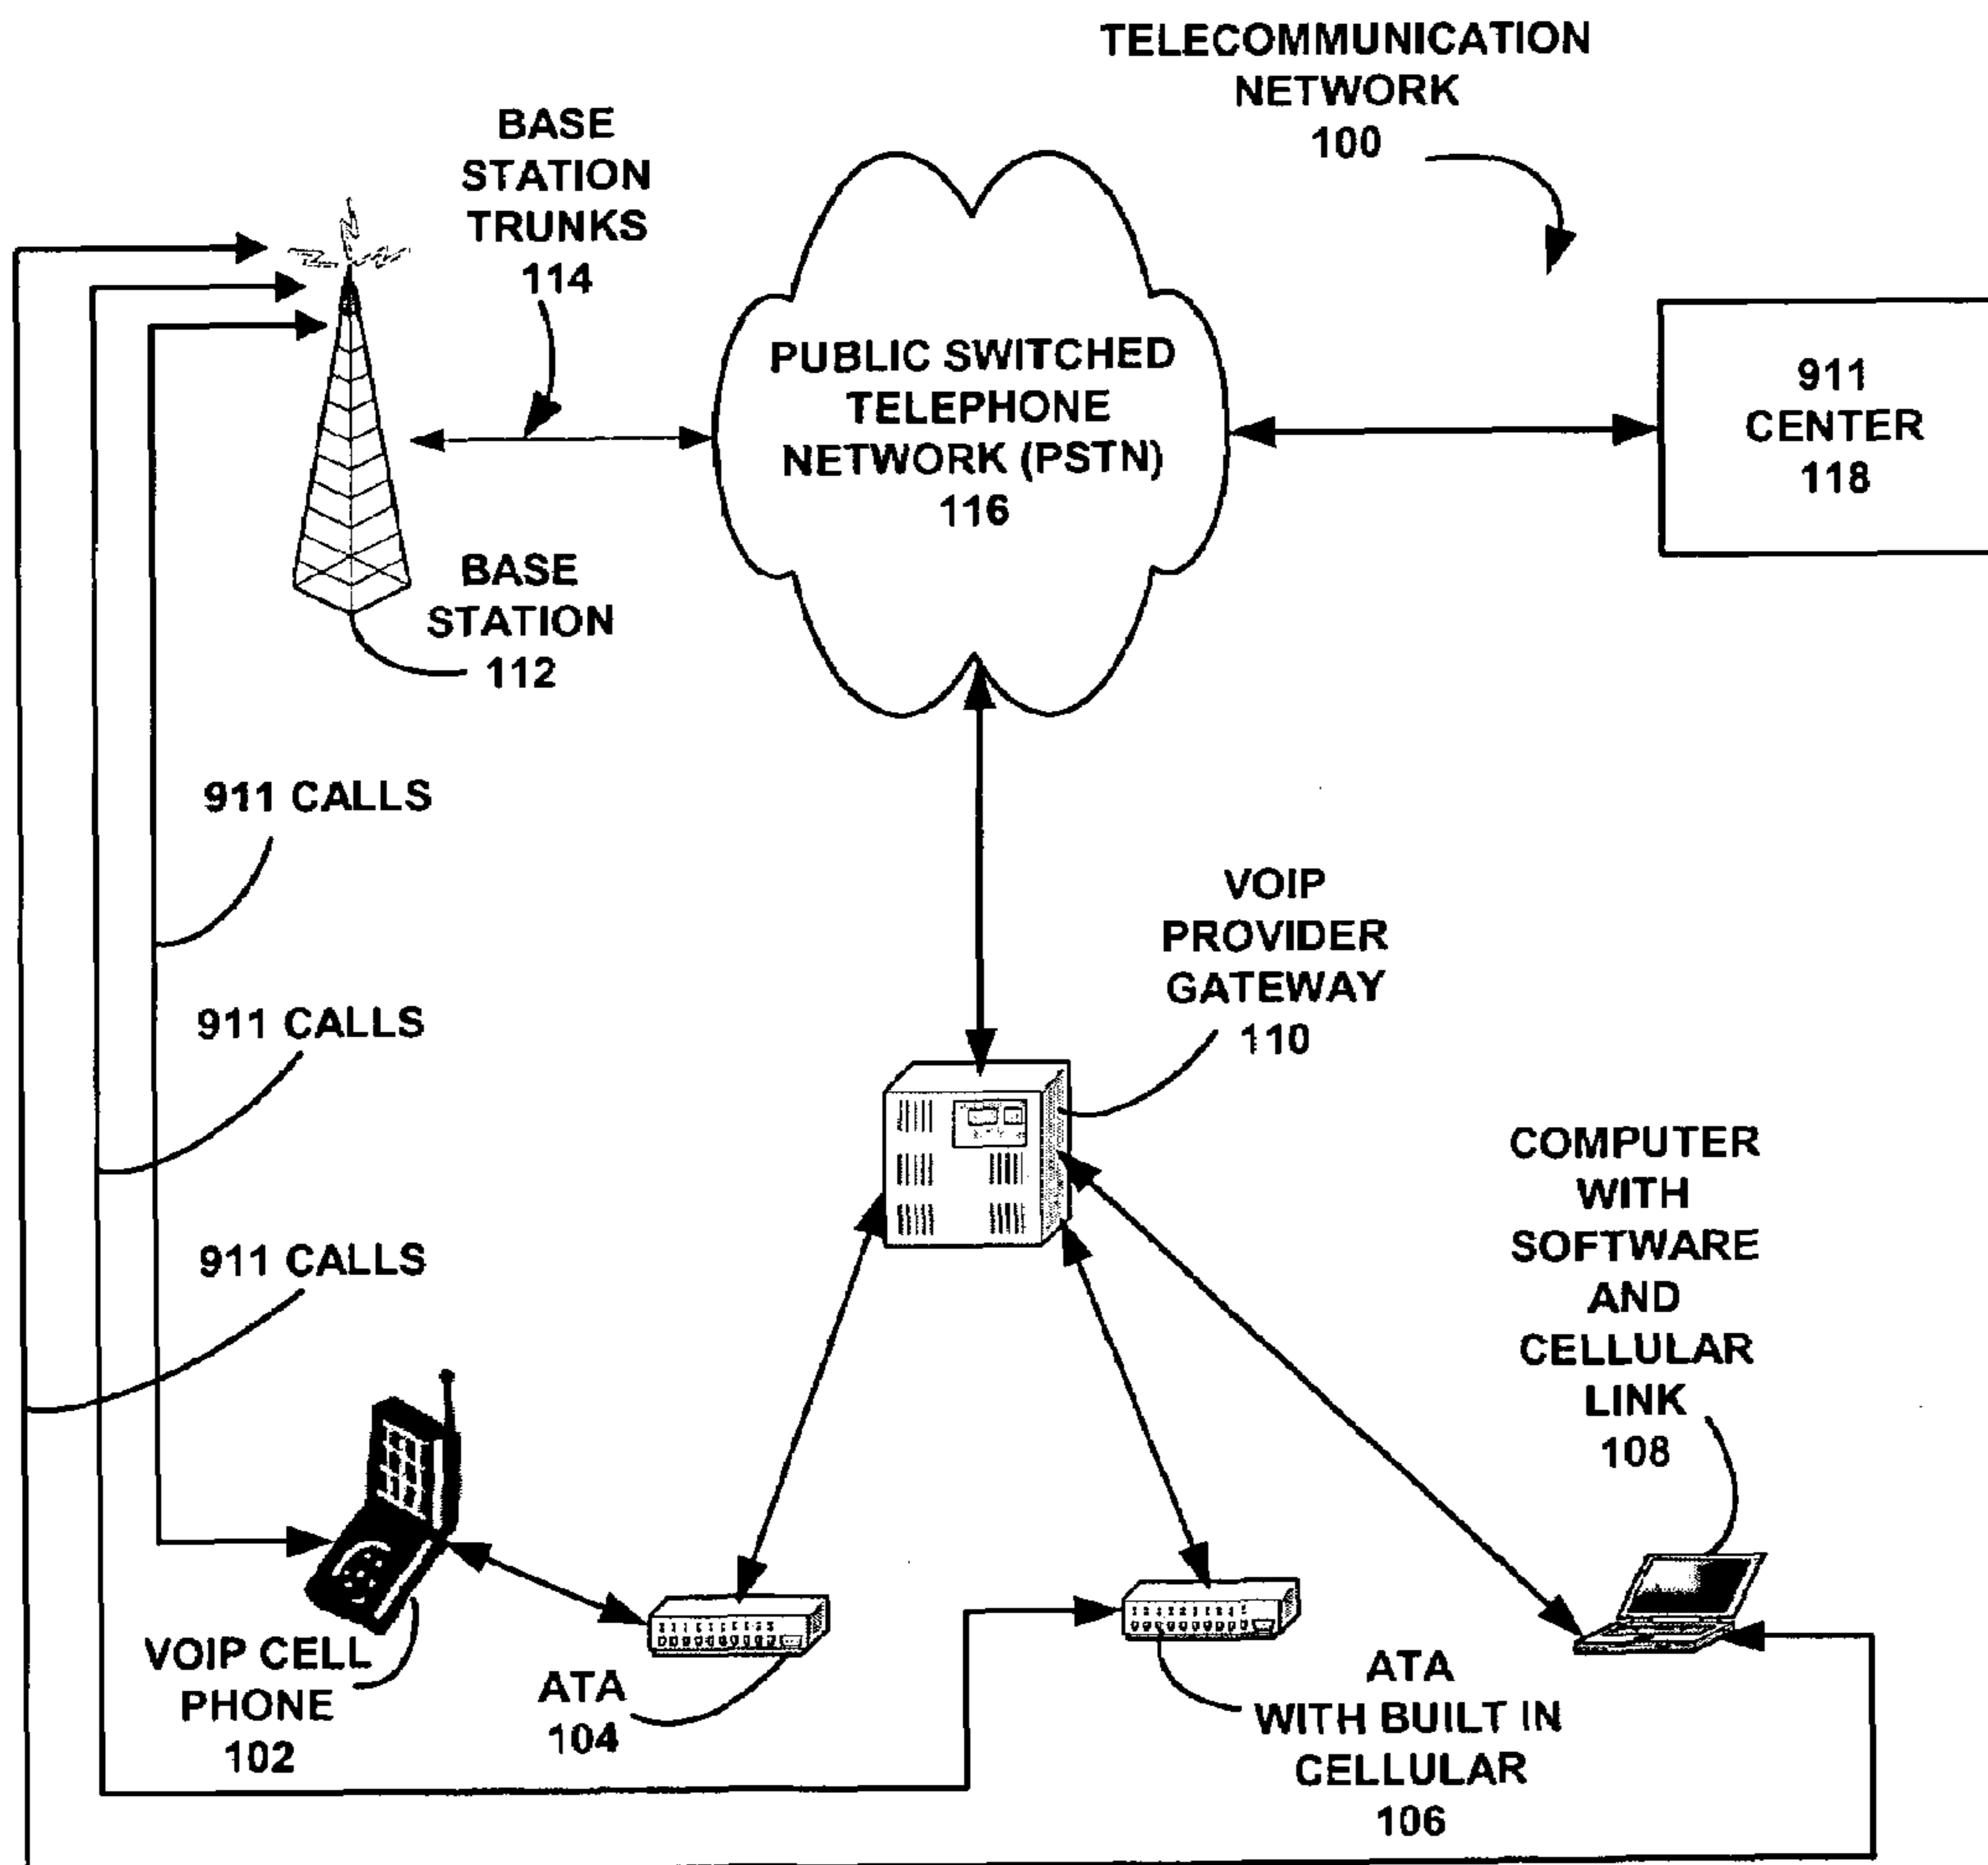 TELECOMMUNICATION
NETWORK
100
BASE
STATION
TRUNKS
114
PUBLIC SWITCHED
TELEPHONE
NETWORK (PSTN)
116
911
CENTER
118
BASE
STATION
112
911 CALLS
VOIP
PROVIDER
GATEWAY
110
911 CALLS
COMPUTER
WITH
SOFTWARE
AND
CELLULAR
LINK
108
911 CALLS
VOIP CELL
PHONE
102
ATA
104
ATA
WITH BUILT IN
CELLULAR
106